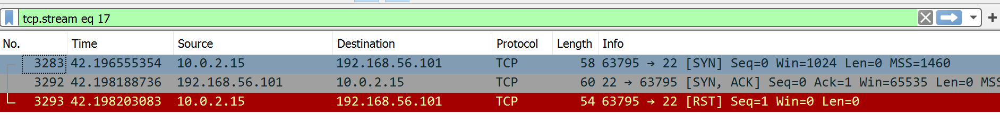 tcp.stream eq 17
No. Time Source Destination Protocol Length Info
3283 42.196555354 10.0.2.15 192.168.56.101 TCP 58 63795 → 22 [SYN] Seq=0 Win=1024 Len=0 MSS=1460
3292 42.198188736 192.168.56.101 10.0.2.15 TCP 60 22 → 63795 [SYN, ACK] Seq=0 Ack=1 Win=65535 Len=0 MSS
3293 42.198203083 10.0.2.15 192.168.56.101 TCP 54 63795 → 22 [RST] Seq=1 Win=0 Len=0